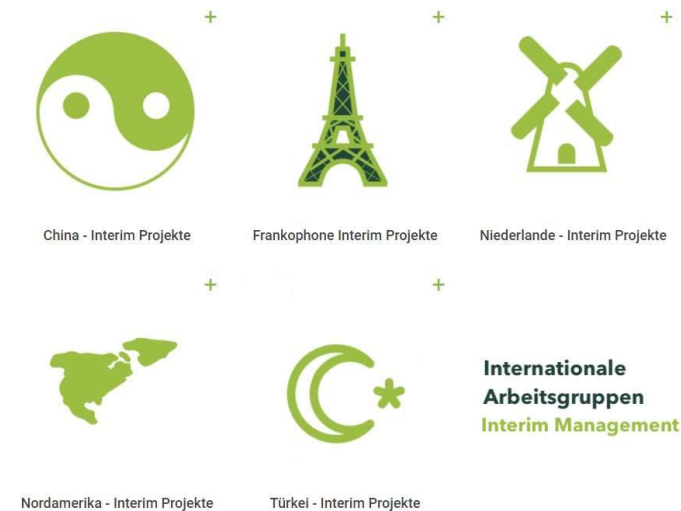 China - Interim Projekte
Frankophone Interim Projekte
Niederlande - Interim Projekte
Internationale
Arbeitsgruppen
Interim Management
Nordamerika - Interim Projekte
Türkei - Interim Projekte